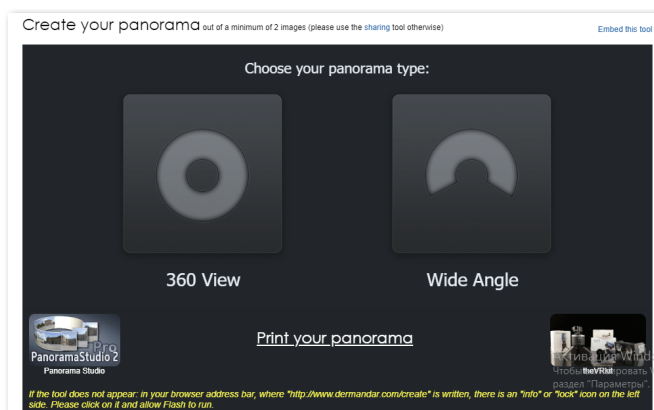 Create your panorama out of a minimum of 2 images (please use the sharing tool otherwise)
Embed this tool
Choose your panorama type:
360 View
Wide Angle
Pro
PanoramaStudio 2
Panorama Studio
Print your panorama
theVRkit
раздел "Параметры".
If the tool does not appear: in your browser address bar, where "http://www.dermandar.com/create" is written, there is an "info" or "lock" icon on the left
side. Please click on it and allow Flash to run.